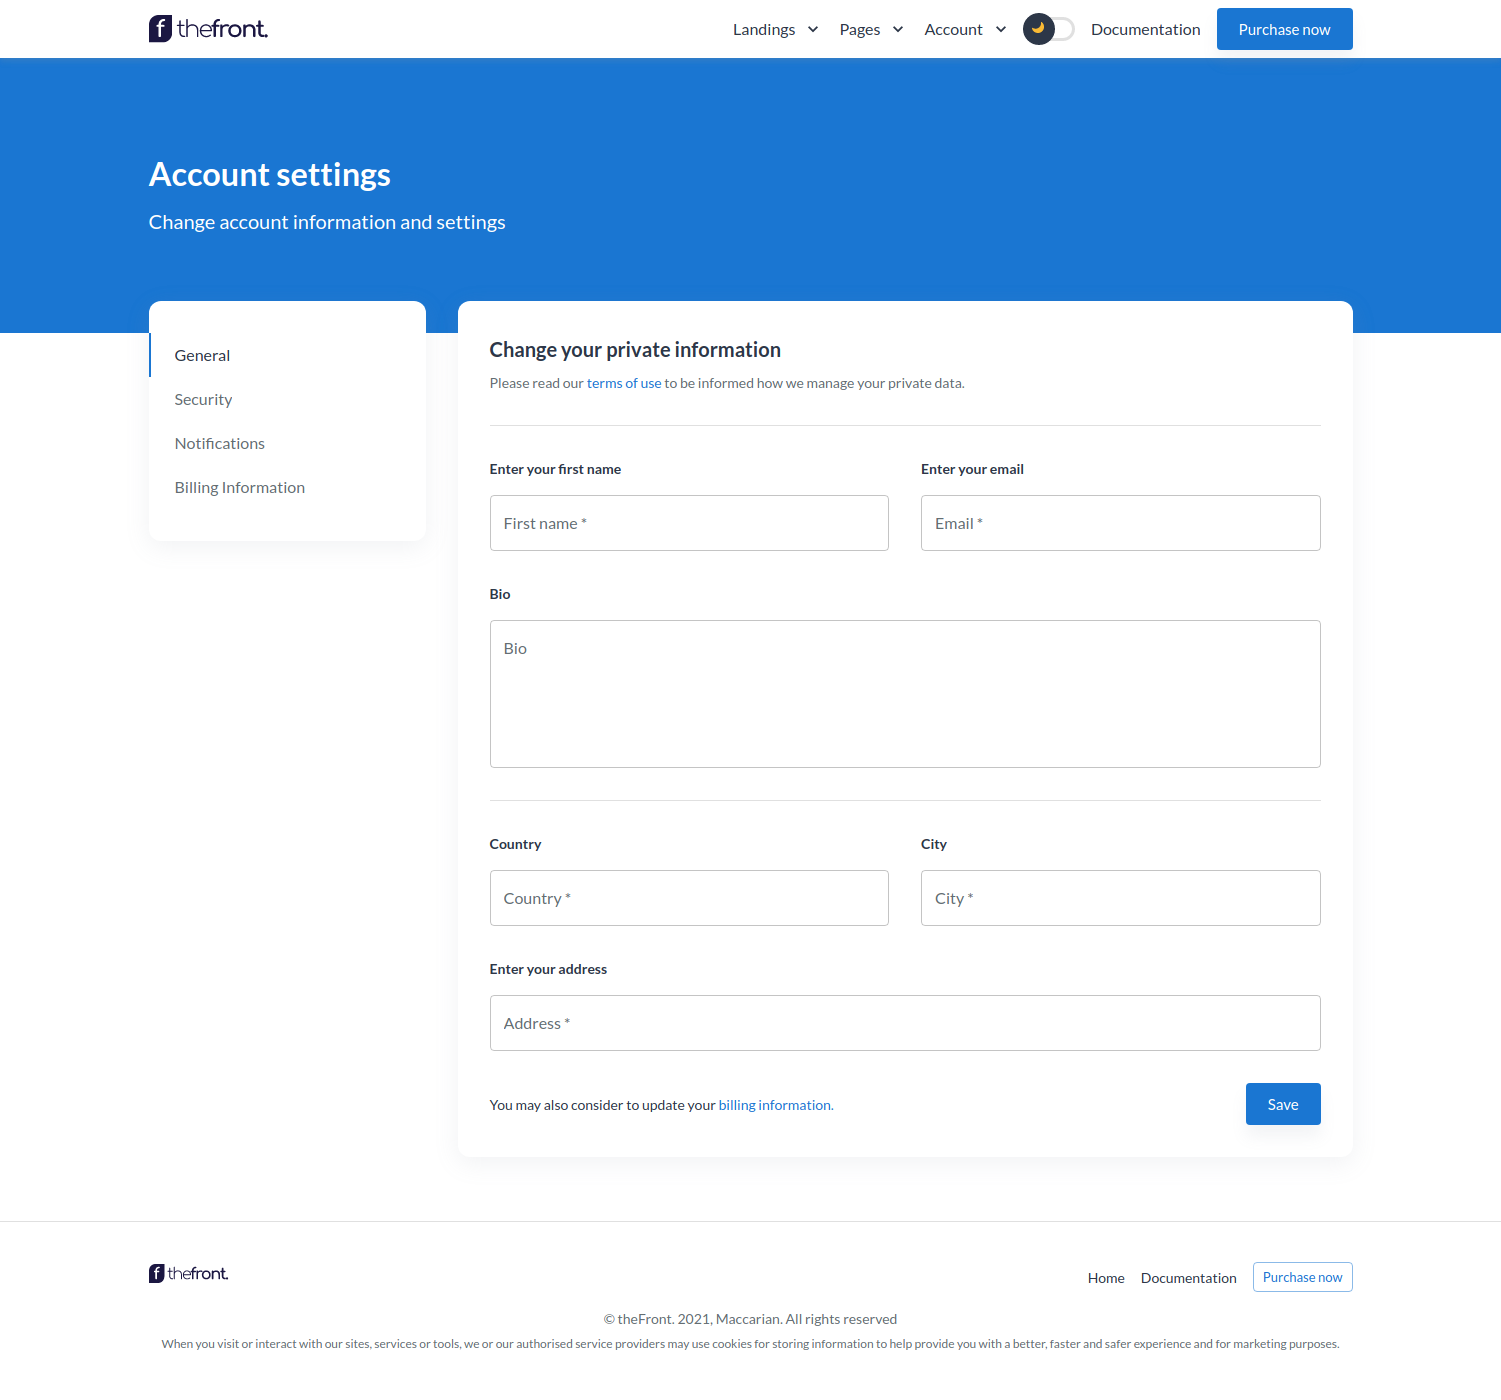 thefront.
Landings
Pages
Account
Documentation
Purchase now
Account settings
Change account information and settings
General
Security
Notifications
Billing Information
Change your private information
Please read our terms of use to be informed how we manage your private data.
Enter your first name
Enter your email
First name *
Email *
Bio
Bio
Country
City
Country *
City *
Enter your address
Address *
You may also consider to update your billing information.
Save
thefront.
Home
Documentation
Purchase now
© theFront. 2021, Maccarian. All rights reserved
When you visit or interact with our sites, services or tools, we or our authorised service providers may use cookies for storing information to help provide you with a better, faster and safer experience and for marketing purposes.